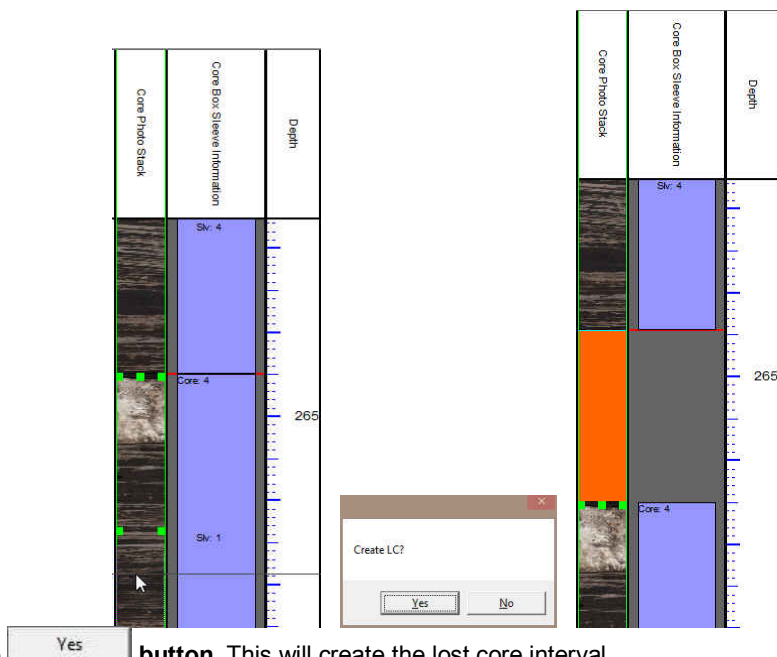 Core Photo Stack
Core Box Sleeve Information
Depth
Slv: 4
Core: 4
265
Slv: 1
Create LC?
Yes
No
Core Photo Stack
Core Box Sleeve Information
Depth
Slv: 4
265
Core: 4
Yes button. This will create the lost core interval